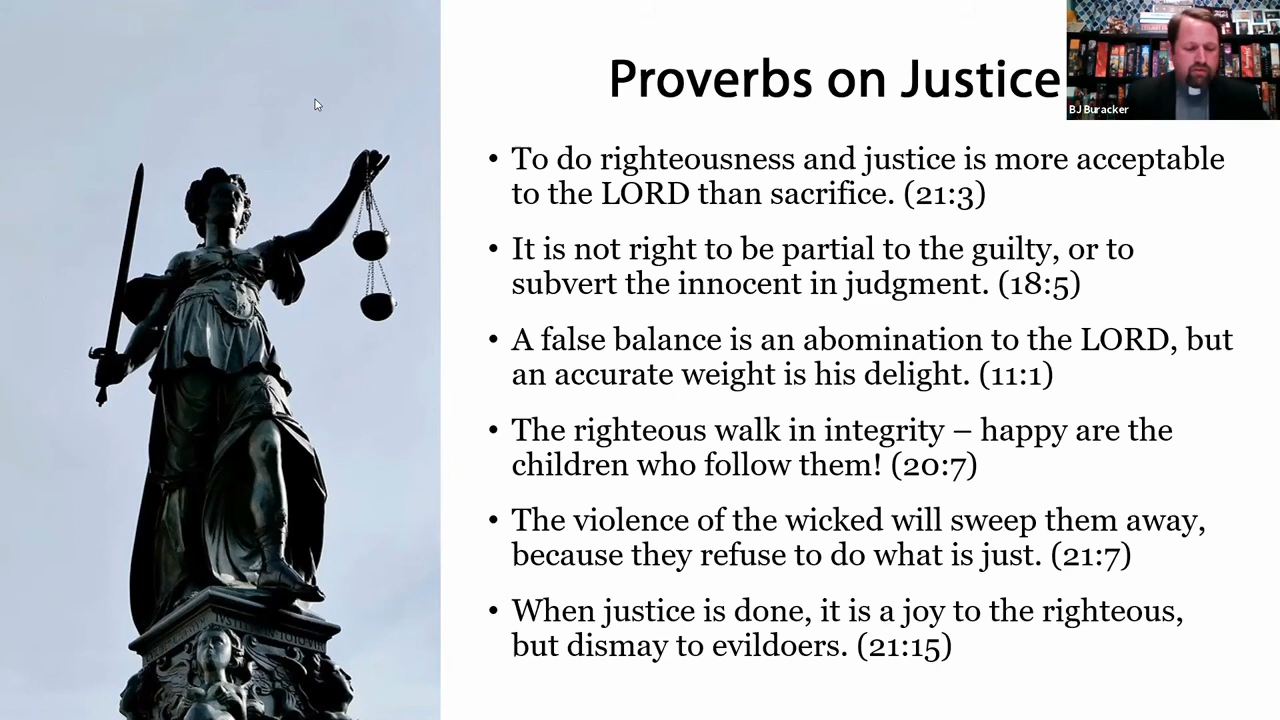 Proverbs on Justice
BJ Buracker
• To do righteousness and justice is more acceptable
to the LORD than sacrifice. (21:3)
• It is not right to be partial to the guilty, or to
subvert the innocent in judgment. (18:5)
• A false balance is an abomination to the LORD, but
an accurate weight is his delight. (11:1)
• The righteous walk in integrity – happy are the
children who follow them! (20:7)
• The violence of the wicked will sweep them away,
because they refuse to do what is just. (21:7)
• When justice is done, it is a joy to the righteous,
but dismay to evildoers. (21:15)